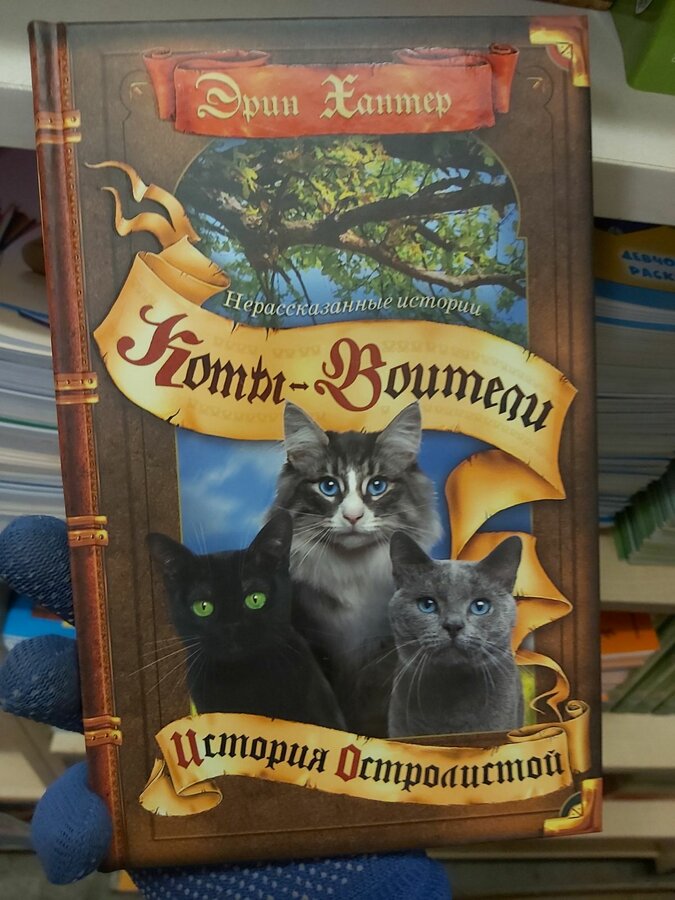 Эрин Хантер
Нерассказанные истории
Коты-Воители
История Остролистой